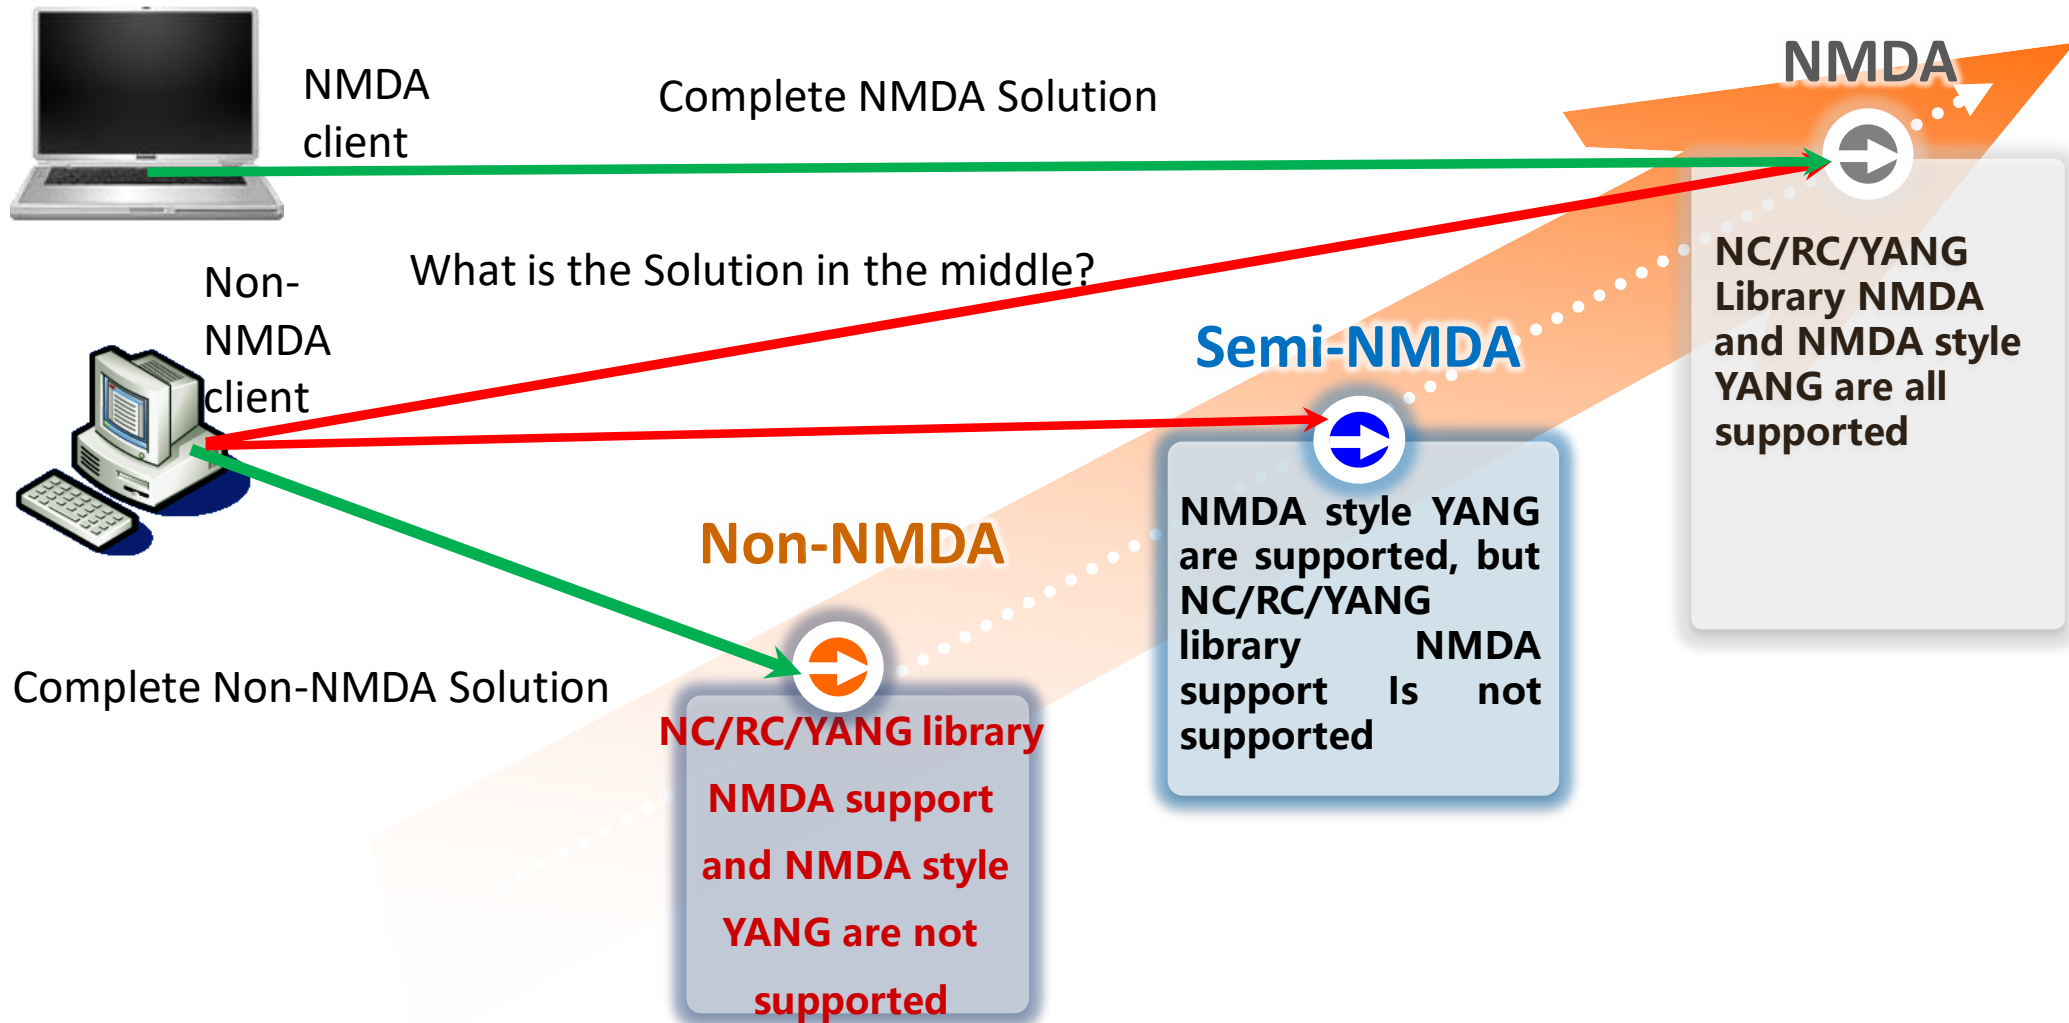 NMDA
client
Complete NMDA Solution
NMDA
What is the Solution in the middle?
Non-
NMDA
client
NC/RC/YANG
Library NMDA
and NMDA style
YANG are all
supported
Semi-NMDA
NMDA style YANG
are supported, but
NC/RC/YANG
library NMDA
support Is not
supported
Non-NMDA
Complete Non-NMDA Solution
NC/RC/YANG library
NMDA support
and NMDA style
YANG are not
supported